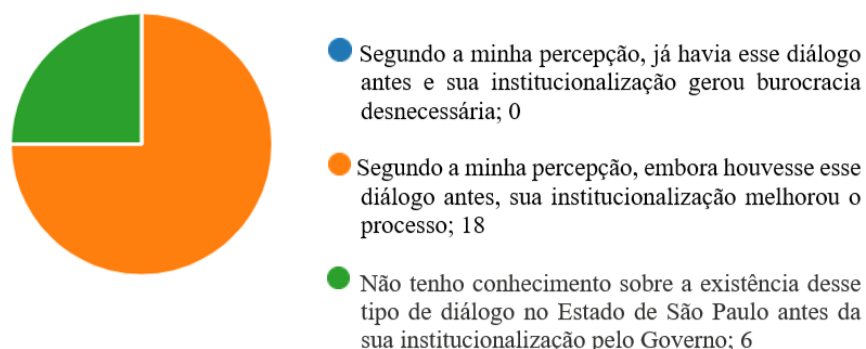 Segundo a minha percepção, já havia esse diálogo
antes e sua institucionalização gerou burocracia
desnecessária; 0
Segundo a minha percepção, embora houvesse esse
diálogo antes, sua institucionalização melhorou o
processo; 18
Não tenho conhecimento sobre a existência desse
tipo de diálogo no Estado de São Paulo antes da
sua institucionalização pelo Governo; 6